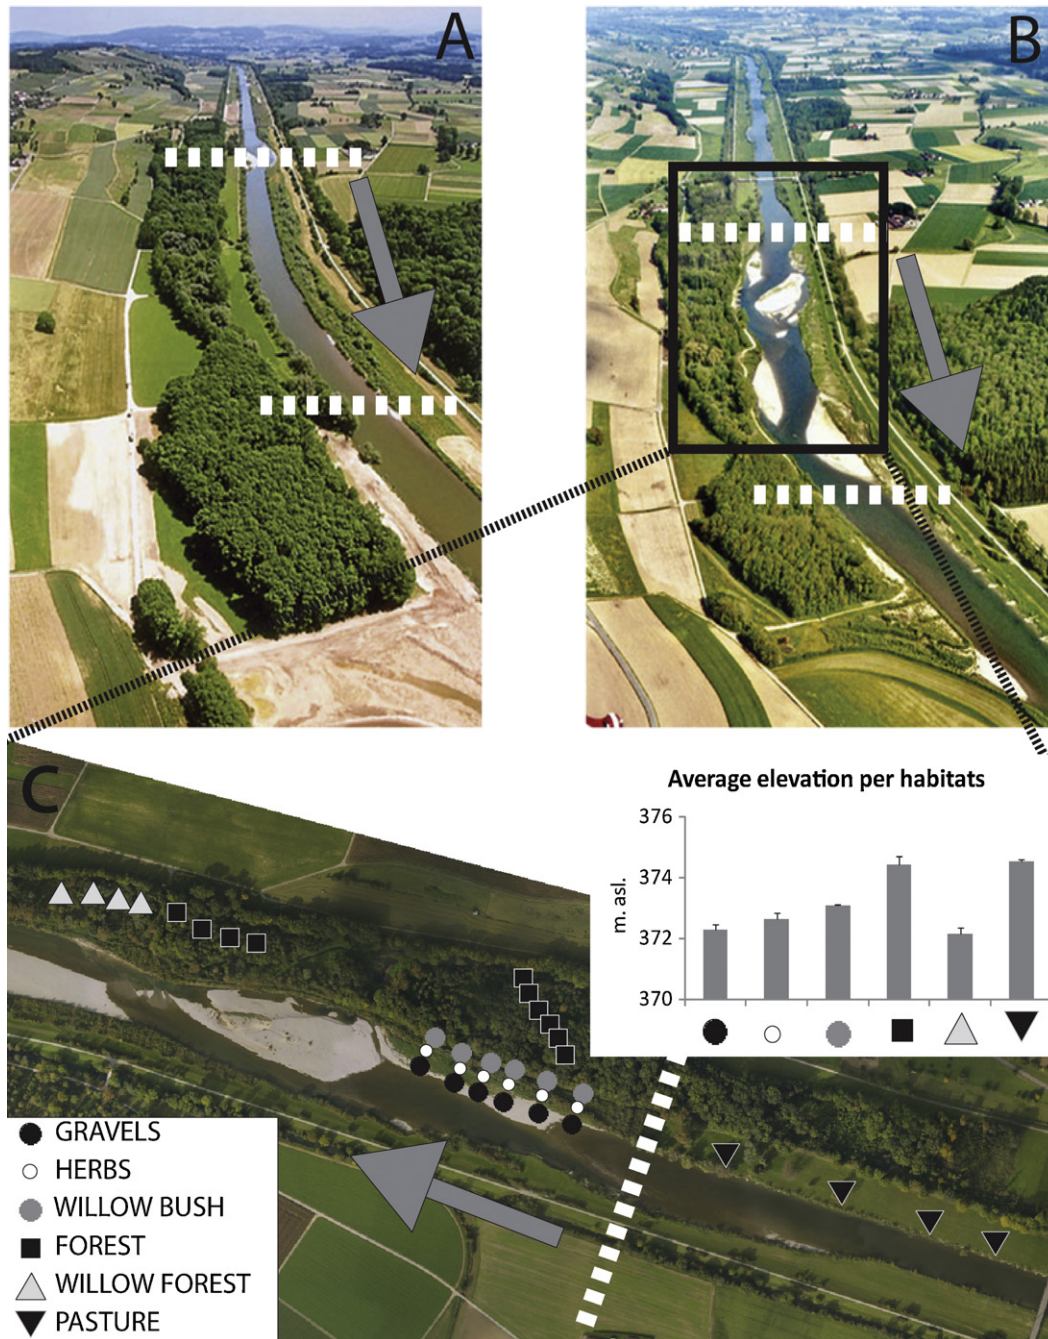 A
B
C
Average elevation per habitats
376
374
372
370
m. asl.
GRAVELS
HERBS
WILLOW BUSH
FOREST
WILLOW FOREST
PASTURE